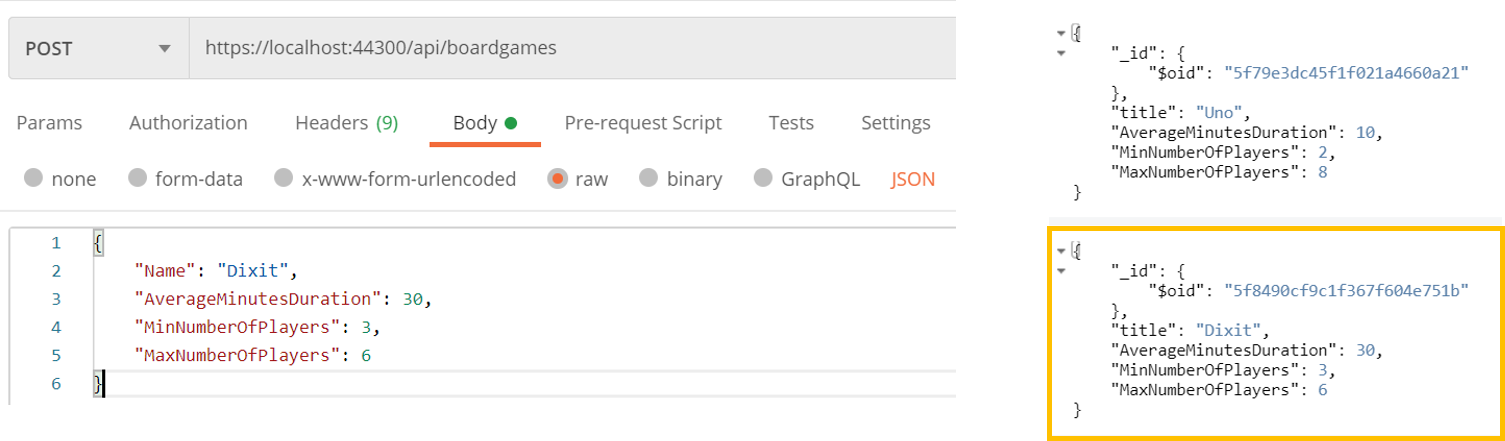 POST https://localhost:44300/api/boardgames
Params Authorization Headers (9) Body Pre-request Script Tests Settings
none form-data x-www-form-urlencoded raw binary GraphQL JSON
1 {
2 "Name": "Dixit",
3 "AverageMinutesDuration": 30,
4 "MinNumberOfPlayers": 3,
5 "MaxNumberOfPlayers": 6
6 }
{
"_id": {
"$oid": "5f79e3dc45f1f021a4660a21"
},
"title": "Uno",
"AverageMinutesDuration": 10,
"MinNumberOfPlayers": 2,
"MaxNumberOfPlayers": 8
}
{
"_id": {
"$oid": "5f8490cf9c1f367f604e751b"
},
"title": "Dixit",
"AverageMinutesDuration": 30,
"MinNumberOfPlayers": 3,
"MaxNumberOfPlayers": 6
}